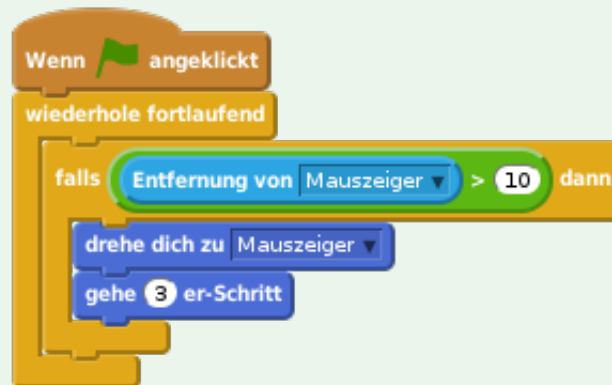 Wenn angeklickt
wiederhole fortlaufend
falls Entfernung von Mauszeiger > 10 dann
drehe dich zu Mauszeiger
gehe 3 er-Schritt